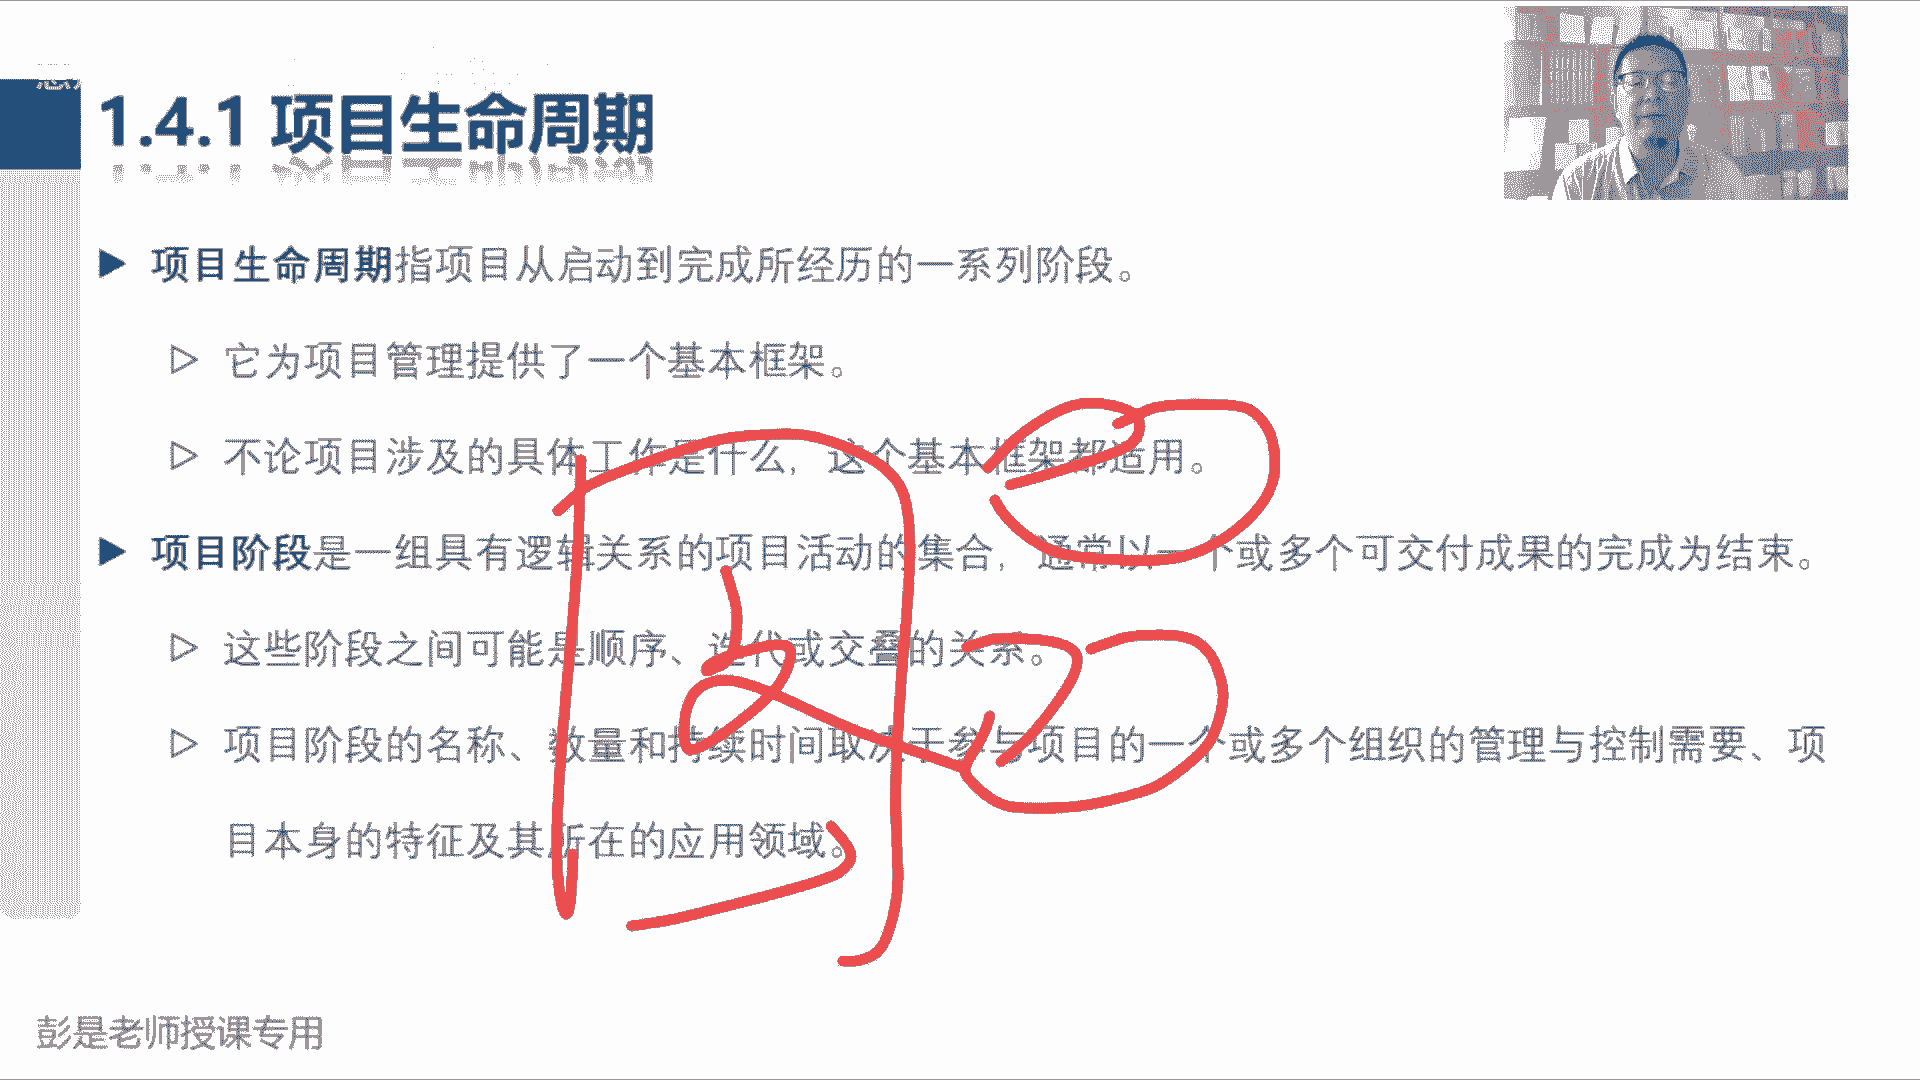 1.4.1 项目生命周期
项目生命周期指项目从启动到完成所经历的一系列阶段。
它为项目管理提供了一个基本框架。
不论项目涉及的具体工作是什么，这个基本框架都适用。
项目阶段是一组具有逻辑关系的项目活动的集合，通常以一个或多个可交付成果的完成为结束。
这些阶段之间可能是顺序、迭代或交叠的关系。
项目阶段的名称、数量和持续时间取决于参与项目的一个或多个组织的管理与控制需要、项
目本身的特征及其所在的应用领域。
彭是老师授课专用